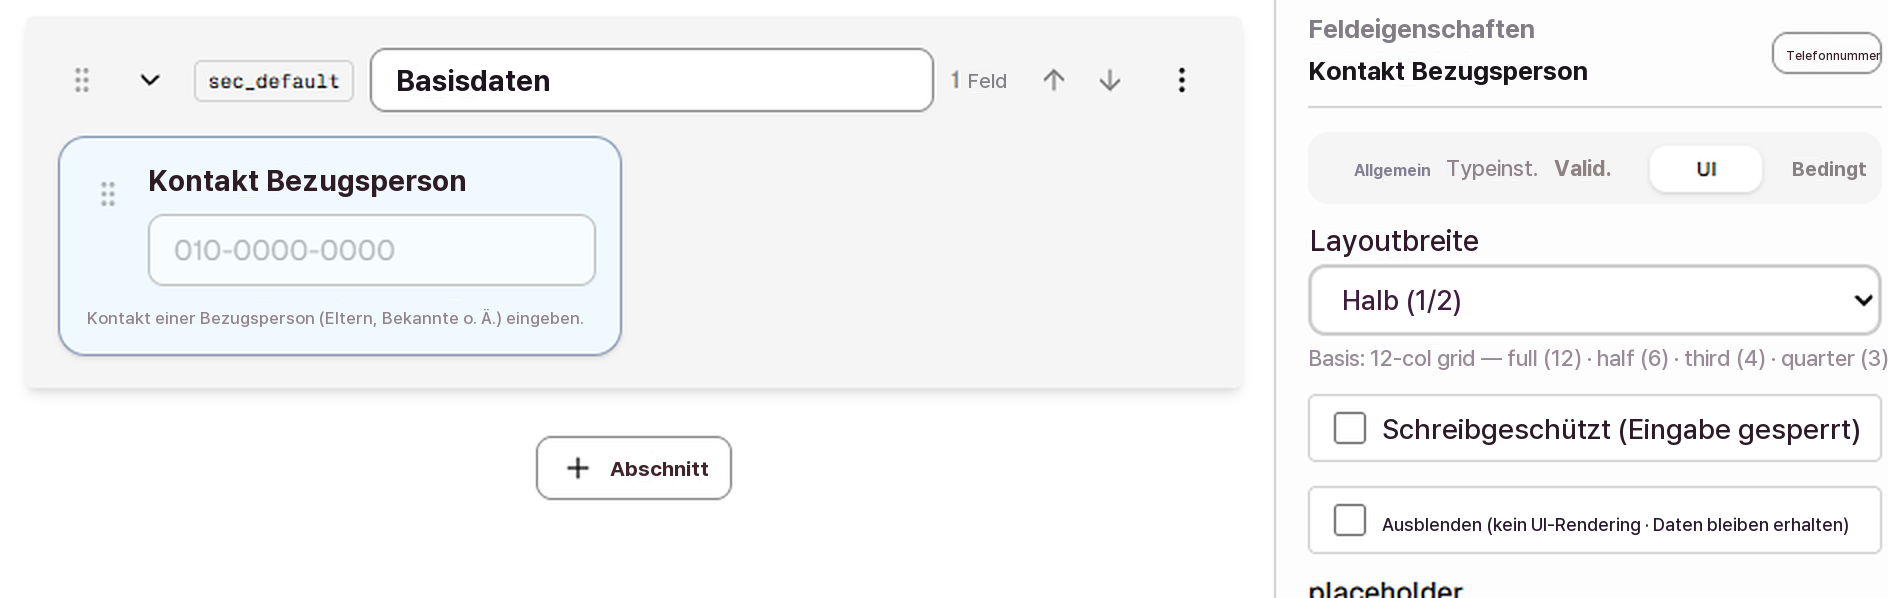 sec_default
Basisdaten
1 Feld
Kontakt Bezugsperson
010-0000-0000
Kontakt einer Bezugsperson (Eltern, Bekannte o. Ä.) eingeben.
+ Abschnitt
Feldeigenschaften
Kontakt Bezugsperson
Telefonnummer
Allgemein Typeinst. Valid. UI Bedingt
Layoutbreite
Halb (1/2)
Basis: 12-col grid — full (12) · half (6) · third (4) · quarter (3)
Schreibgeschützt (Eingabe gesperrt)
Ausblenden (kein UI-Rendering · Daten bleiben erhalten)
placeholder